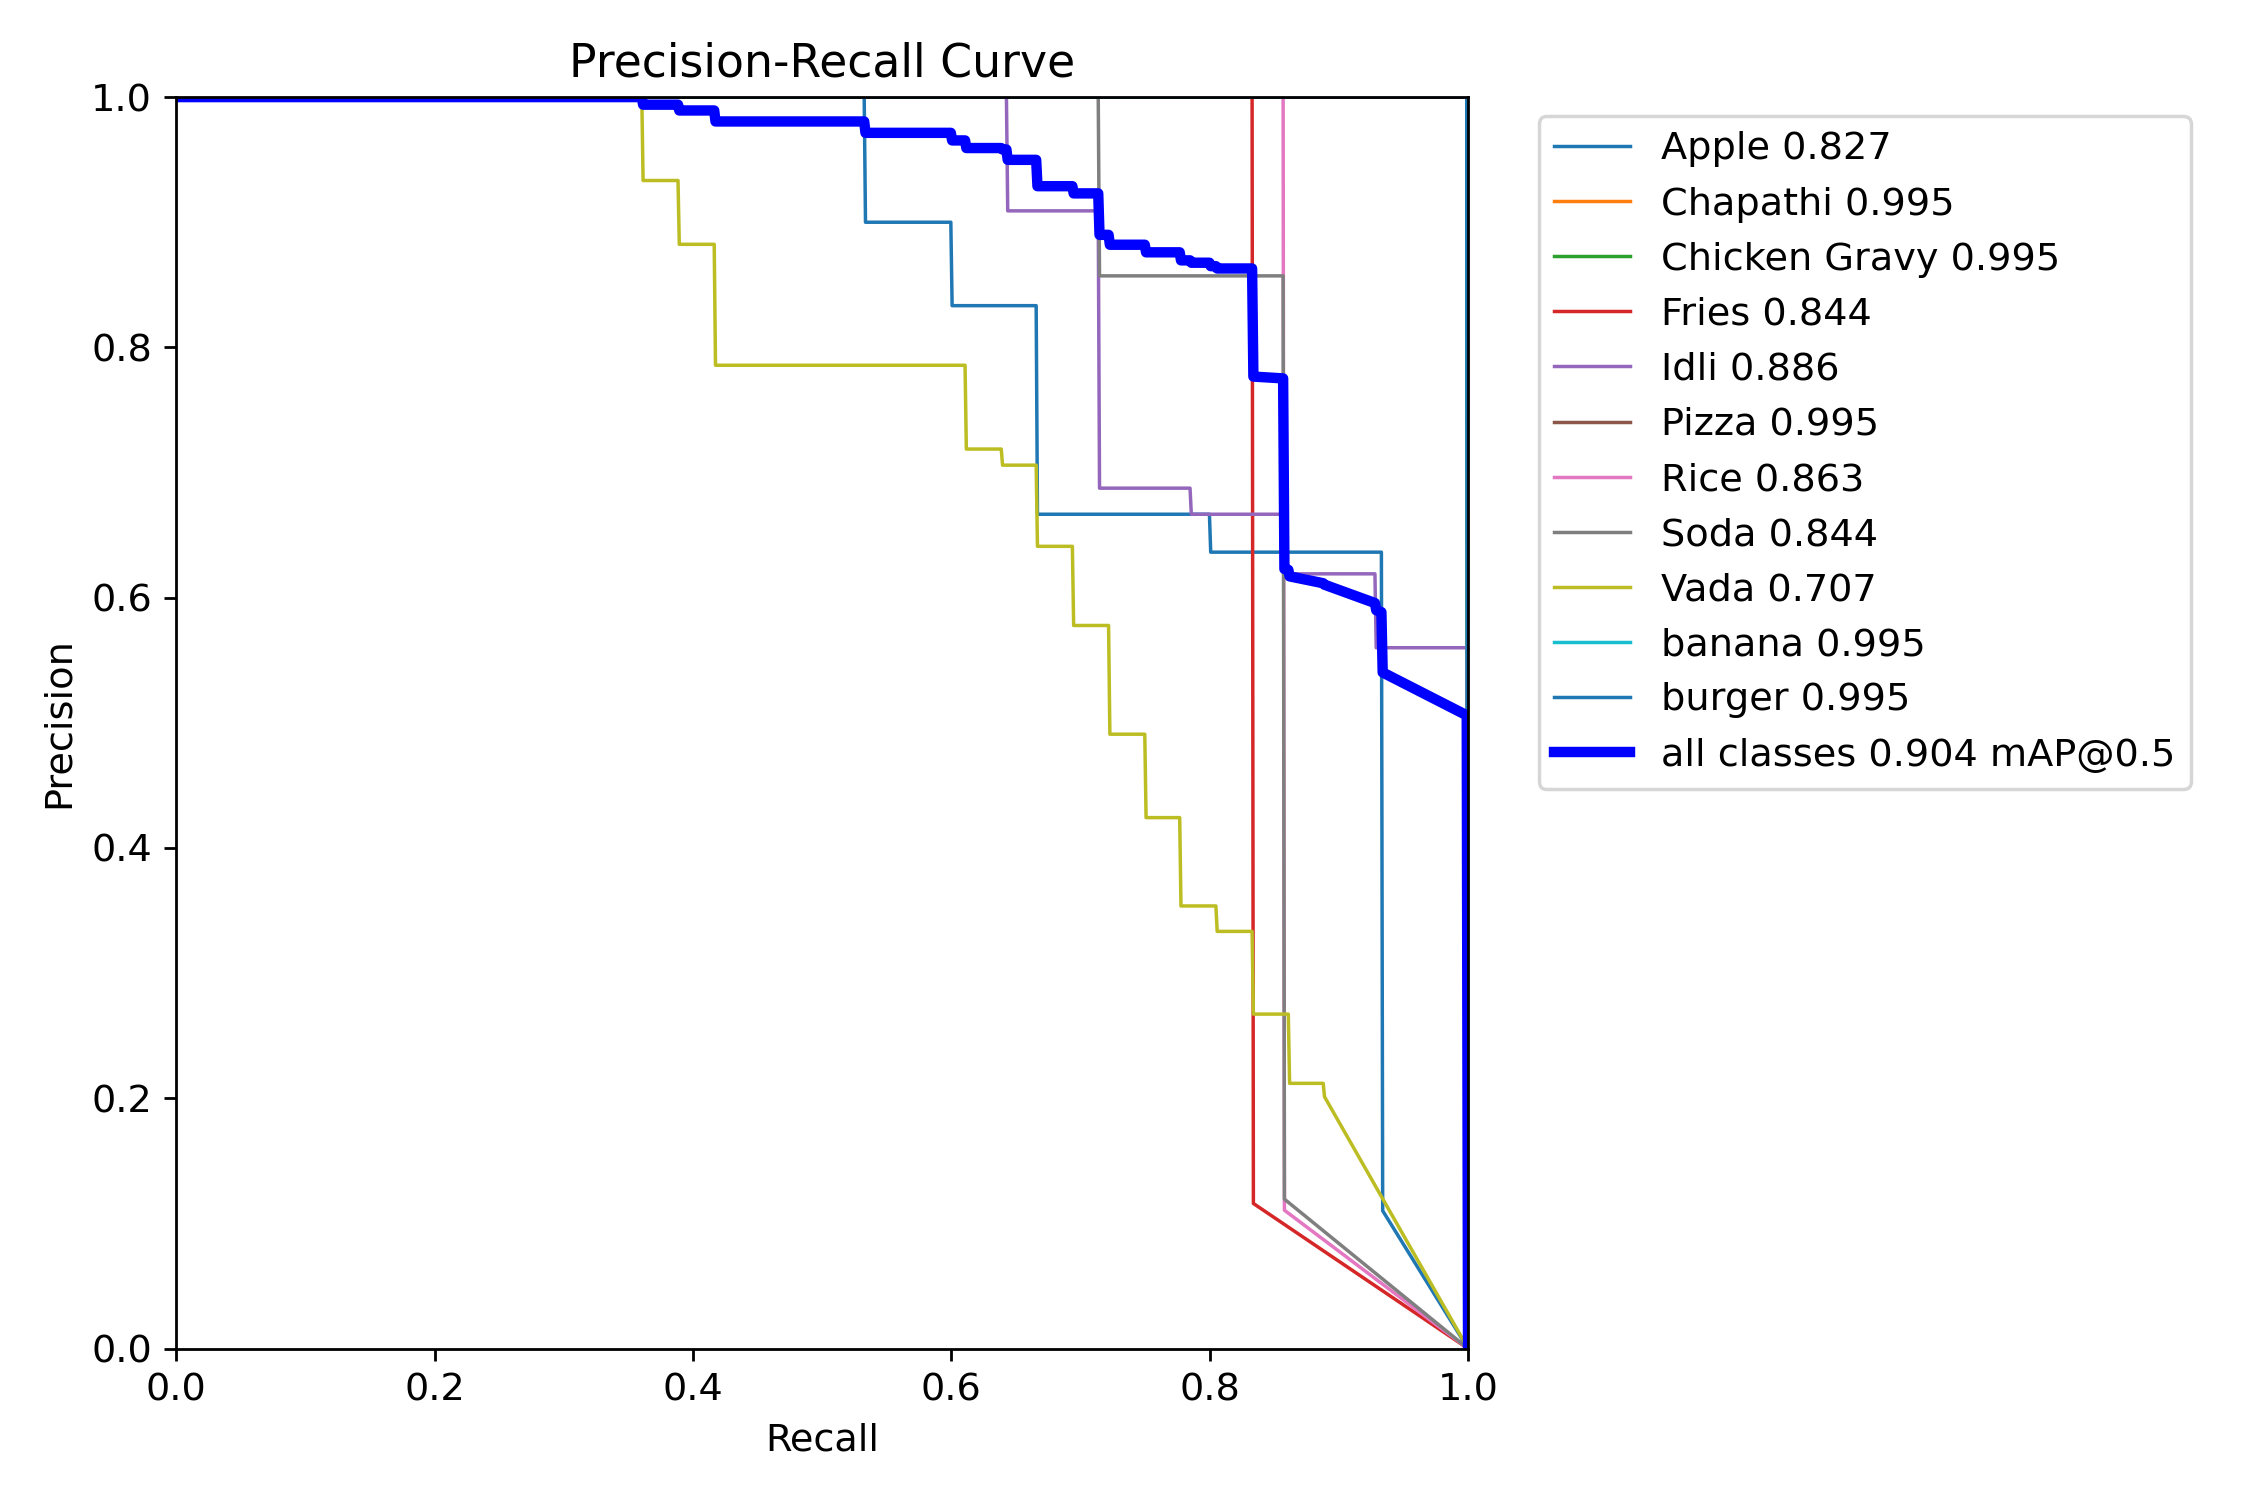 Precision-Recall Curve
1.0
0.8
0.6
0.4
0.2
0.0
Precision
0.0 0.2 0.4 0.6 0.8 1.0
Recall
Apple 0.827
Chapathi 0.995
Chicken Gravy 0.995
Fries 0.844
Idli 0.886
Pizza 0.995
Rice 0.863
Soda 0.844
Vada 0.707
banana 0.995
burger 0.995
all classes 0.904 mAP@0.5